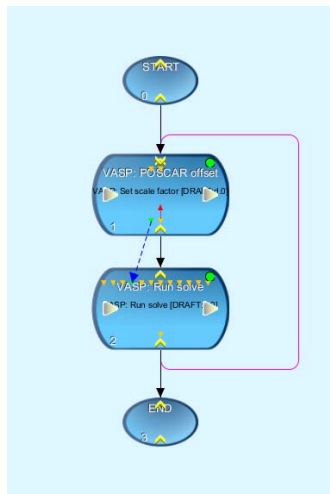 START
0
VASP: POSCAR offset
VASP: Set scale factor
1
VASP: Run solve
VASP: Run solve [DRAFT:
2
END
3